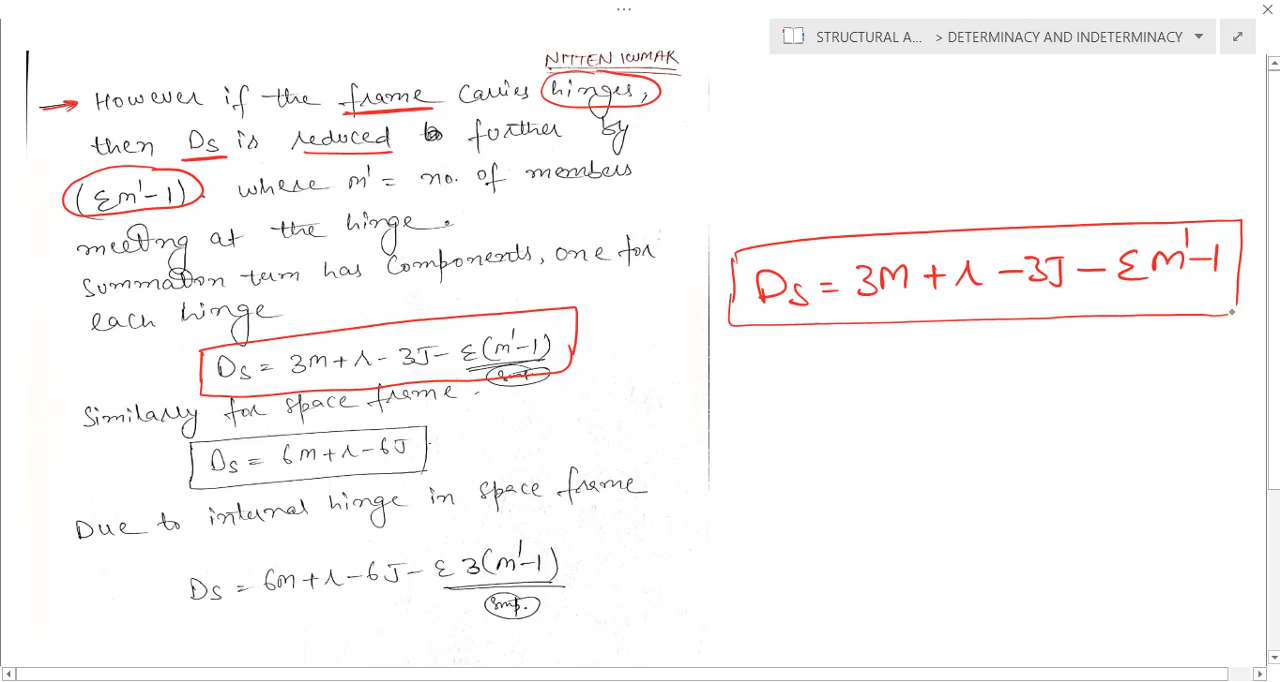 ...
STRUCTURAL A... > DETERMINACY AND INDETERMINACY
NITTEN KUMAR
However if the frame carries hinges,
then Ds is reduced further by
(Σm'-1). where m' = no. of members
meeting at the hinge.
Summation term has components, one for
each hinge
Ds = 3m + r - 3J - Σ(m'-1)
Imp.
Similarly for space frame.
Ds = 6m + r - 6J
Due to internal hinge in space frame
Ds = 6m + r - 6J - Σ 3(m'-1)
Imp.
Ds = 3M + r - 3J - Σ m'-1